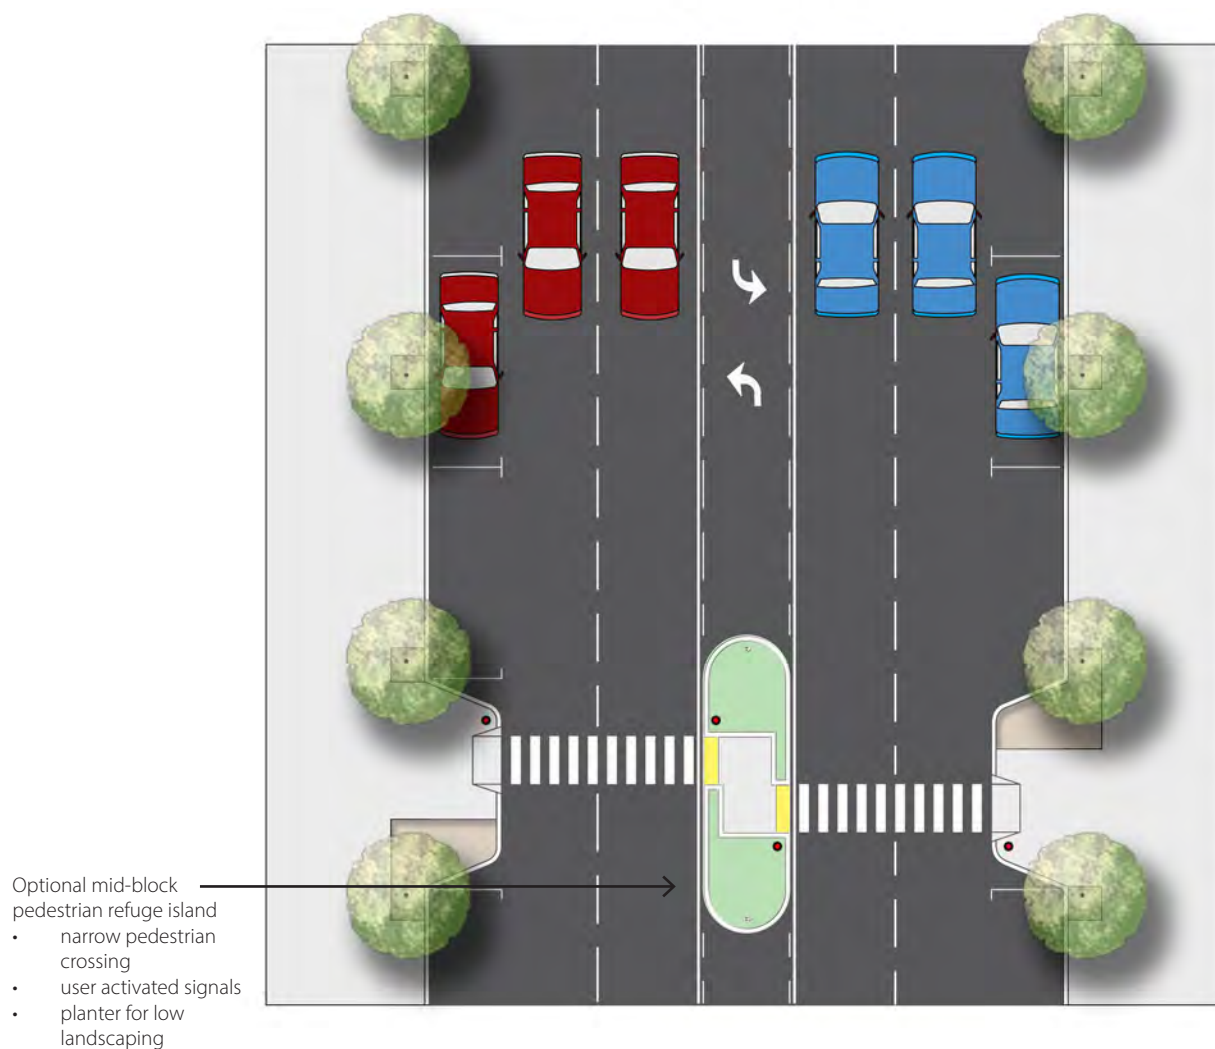 Optional mid-block
pedestrian refuge island
• narrow pedestrian
crossing
• user activated signals
• planter for low
landscaping